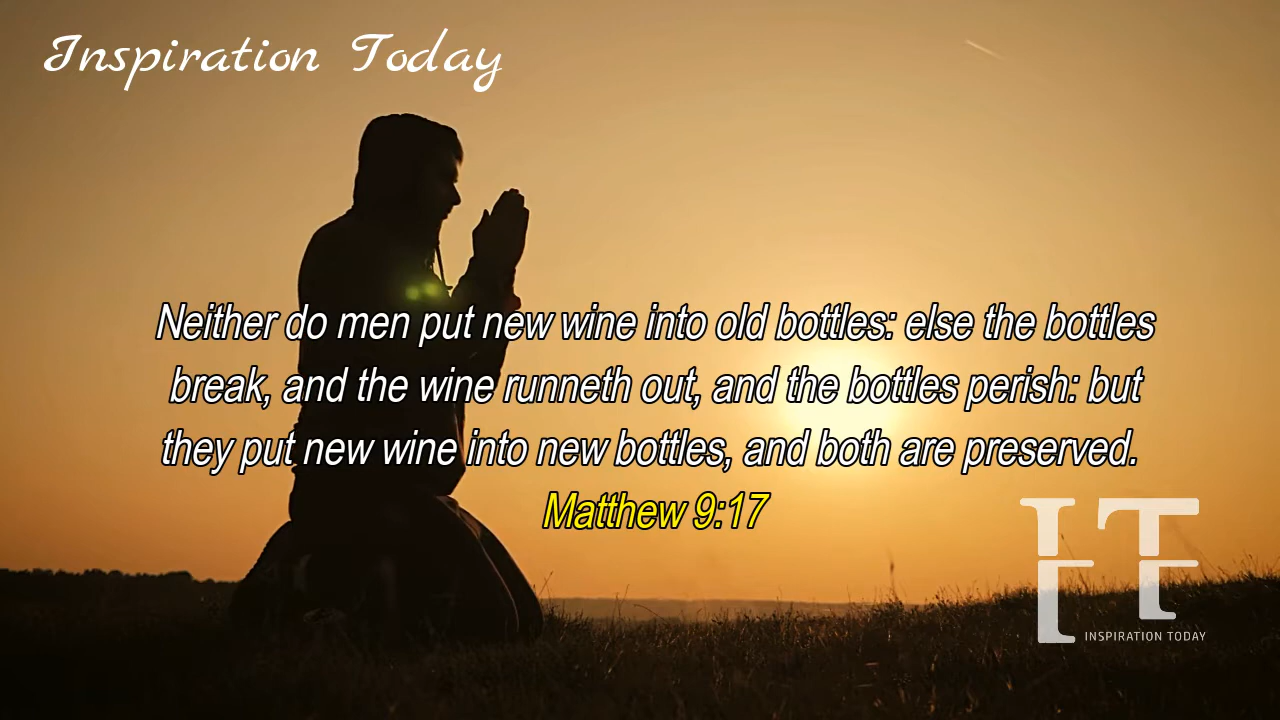 Inspiration Today
Neither do men put new wine into old bottles: else the bottles
break, and the wine runneth out, and the bottles perish: but
they put new wine into new bottles, and both are preserved.
Matthew 9:17
IT
INSPIRATION TODAY